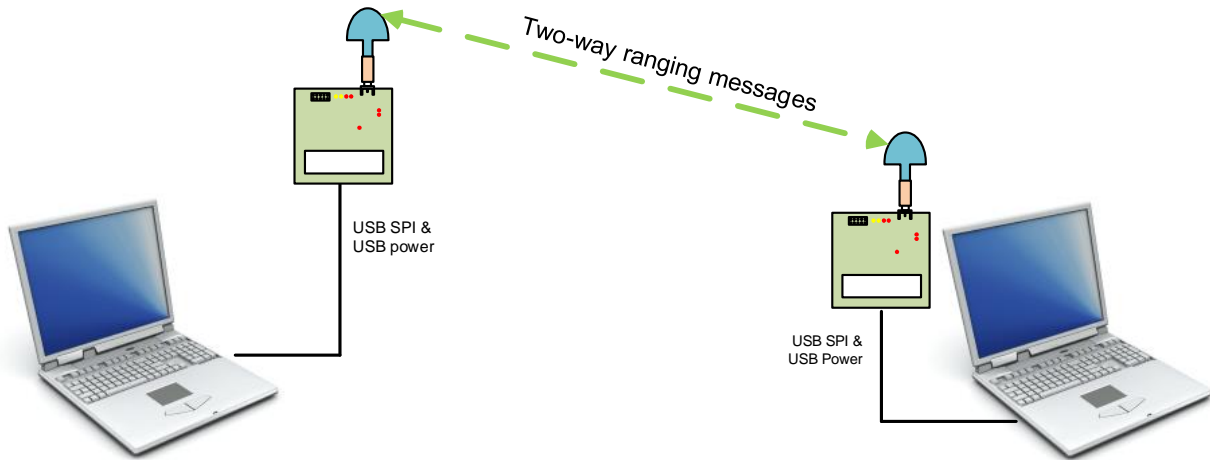 Two-way ranging messages
USB SPI &
USB power
USB SPI &
USB Power